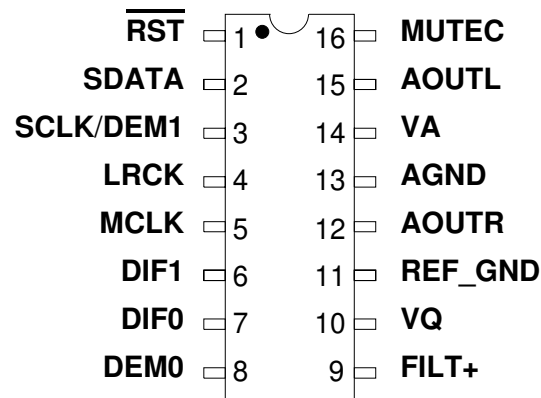 R̅S̅T̅ 1 16 MUTEC
SDATA 2 15 AOUTL
SCLK/DEM1 3 14 VA
LRCK 4 13 AGND
MCLK 5 12 AOUTR
DIF1 6 11 REF_GND
DIF0 7 10 VQ
DEM0 8 9 FILT+